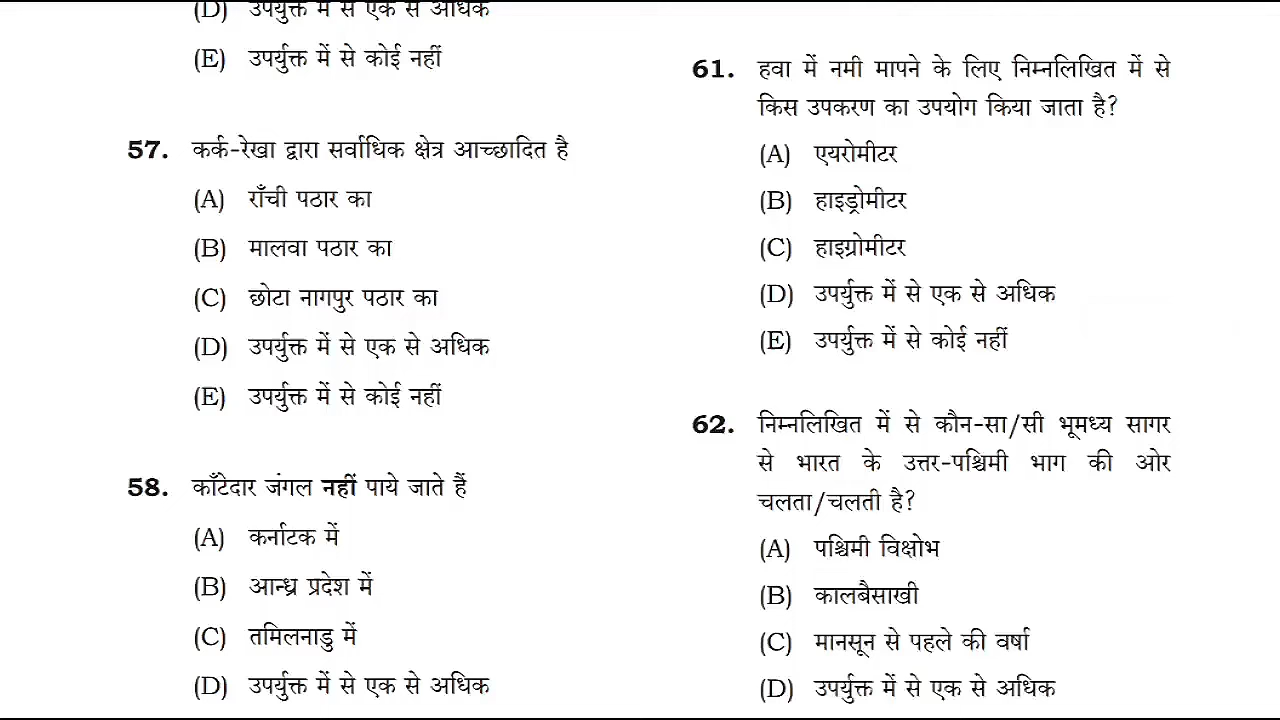 (D) उपर्युक्त में से एक से अधिक
(E) उपर्युक्त में से कोई नहीं
57. कर्क-रेखा द्वारा सर्वाधिक क्षेत्र आच्छादित है
(A) राँची पठार का
(B) मालवा पठार का
(C) छोटा नागपुर पठार का
(D) उपर्युक्त में से एक से अधिक
(E) उपर्युक्त में से कोई नहीं
58. काँटेदार जंगल नहीं पाये जाते हैं
(A) कर्नाटक में
(B) आन्ध्र प्रदेश में
(C) तमिलनाडु में
(D) उपर्युक्त में से एक से अधिक
61. हवा में नमी मापने के लिए निम्नलिखित में से
किस उपकरण का उपयोग किया जाता है?
(A) एयरोमीटर
(B) हाइड्रोमीटर
(C) हाइग्रोमीटर
(D) उपर्युक्त में से एक से अधिक
(E) उपर्युक्त में से कोई नहीं
62. निम्नलिखित में से कौन-सा/सी भूमध्य सागर
से भारत के उत्तर-पश्चिमी भाग की ओर
चलता/चलती है?
(A) पश्चिमी विक्षोभ
(B) कालबैसाखी
(C) मानसून से पहले की वर्षा
(D) उपर्युक्त में से एक से अधिक